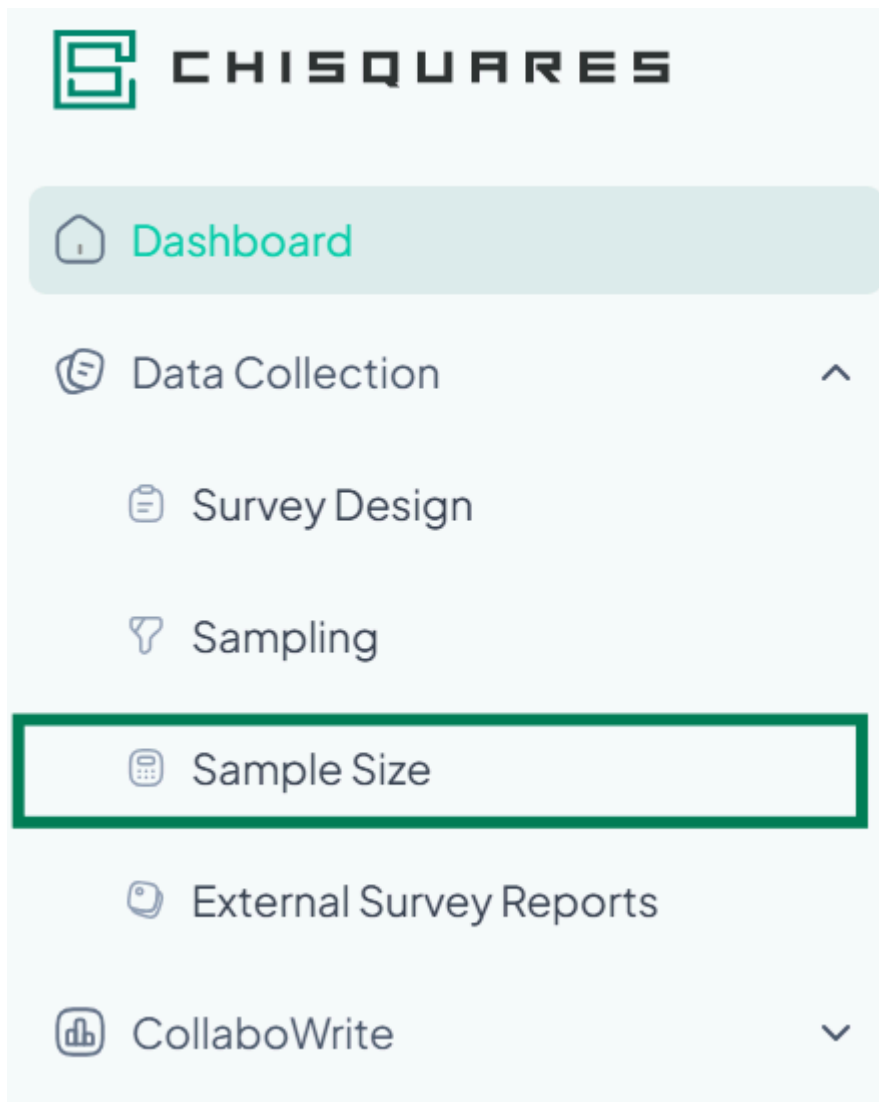 CHISQUARES
Dashboard
Data Collection
Survey Design
Sampling
Sample Size
External Survey Reports
CollaboWrite